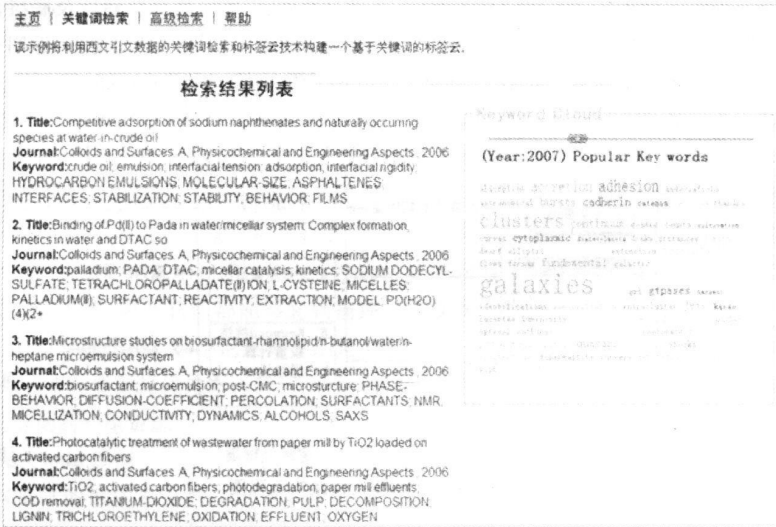 主页 | 关键词检索 | 高级检索 | 帮助
该示例将利用西文引文数据的关键词检索和标签云技术构建一个基于关键词的标签云.
检索结果列表
1. Title:Competitive adsorption of sodium naphthenates and naturally occurring
species at water-in-crude oil
Journal:Colloids and Surfaces. A, Physicochemical and Engineering Aspects, 2006
Keyword:crude oil; emulsion; interfacial tension; adsorption; interfacial rigidity;
HYDROCARBON EMULSIONS; MOLECULAR-SIZE; ASPHALTENES;
INTERFACES; STABILIZATION; STABILITY; BEHAVIOR; FILMS
2. Title:Binding of Pd(II) to Pada in water/micellar system: Complex formation
kinetics in water and DTAC so
Journal:Colloids and Surfaces. A, Physicochemical and Engineering Aspects, 2006
Keyword:palladium; PADA; DTAC; micellar catalysis; kinetics; SODIUM DODECYL-
SULFATE; TETRACHLOROPALLADATE(II) ION; L-CYSTEINE; MICELLES;
PALLADIUM(II); SURFACTANT; REACTIVITY; EXTRACTION; MODEL; PD(H2O)
(4)(2+
3. Title:Microstructure studies on biosurfactant-rhamnolipid/n-butanol/water/n-
heptane microemulsion system
Journal:Colloids and Surfaces. A, Physicochemical and Engineering Aspects, 2006
Keyword:biosurfactant; microemulsion; post-CMC; microsturcture; PHASE-
BEHAVIOR; DIFFUSION-COEFFICIENT; PERCOLATION; SURFACTANTS; NMR;
MICELLIZATION; CONDUCTIVITY; DYNAMICS; ALCOHOLS; SAXS
4. Title:Photocatalytic treatment of wastewater from paper mill by TiO2 loaded on
activated carbon fibers
Journal:Colloids and Surfaces. A, Physicochemical and Engineering Aspects, 2006
Keyword:TiO2; activated carbon fibers; photodegradation; paper mill effluents;
COD removal; TITANIUM-DIOXIDE; DEGRADATION; PULP; DECOMPOSITION;
LIGNIN; TRICHLOROETHYLENE; OXIDATION; EFFLUENT; OXYGEN
Keyword Cloud
(Year:2007) Popular Key words
accretion adhesion
bursts cadherin
clusters continuum
cytoplasmic
fundamental
galaxies gtpases